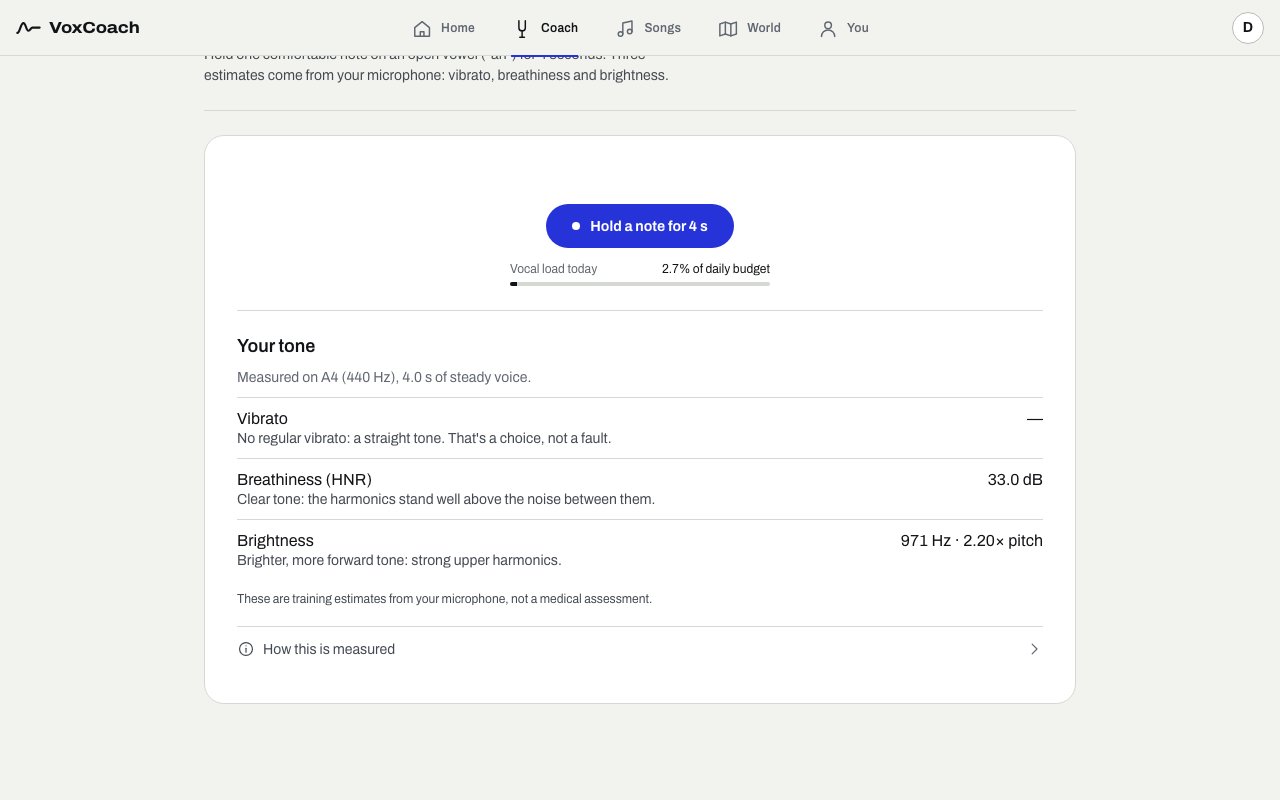 VoxCoach
Home
Coach
Songs
World
You
D
estimates come from your microphone: vibrato, breathiness and brightness.
Hold a note for 4 s
Vocal load today
2.7% of daily budget
Your tone
Measured on A4 (440 Hz), 4.0 s of steady voice.
Vibrato
—
No regular vibrato: a straight tone. That's a choice, not a fault.
Breathiness (HNR)
33.0 dB
Clear tone: the harmonics stand well above the noise between them.
Brightness
971 Hz · 2.20× pitch
Brighter, more forward tone: strong upper harmonics.
These are training estimates from your microphone, not a medical assessment.
How this is measured